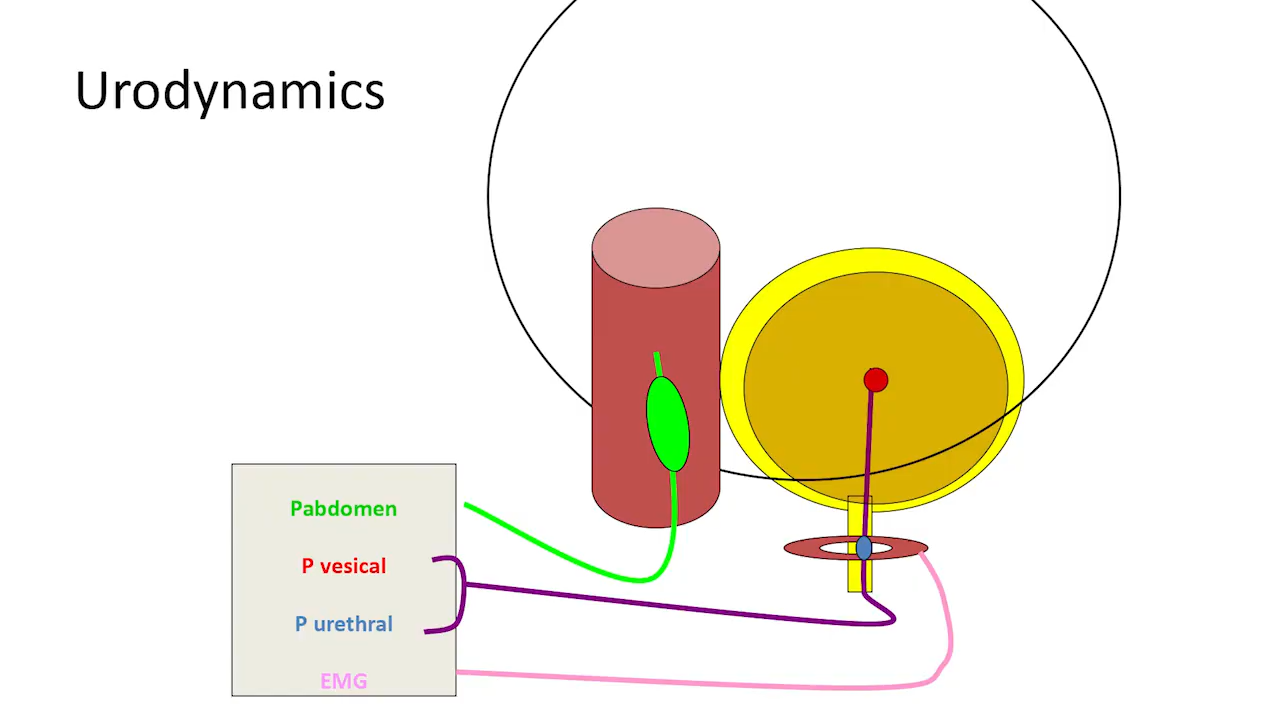 Urodynamics
Pabdomen
P vesical
P urethral
EMG